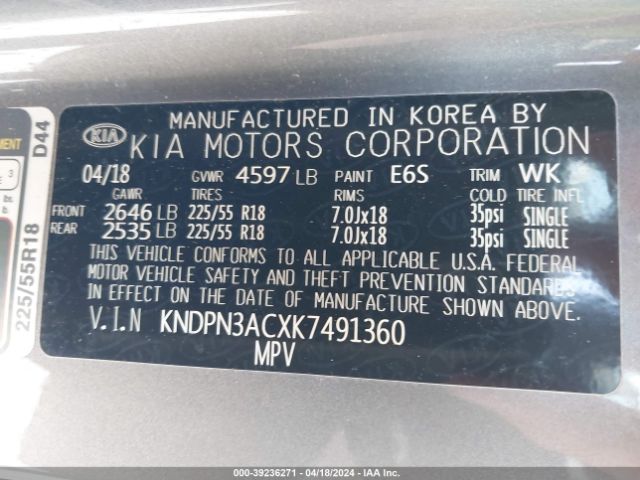 MANUFACTURED IN KOREA BY
KIA KIA MOTORS CORPORATION
04/18 GVWR 4597 LB PAINT E6S TRIM WK
GAWR TIRES RIMS COLD TIRE INFL
FRONT 2646 LB 225/55 R18 7.0Jx18 35psi SINGLE
REAR 2535 LB 225/55 R18 7.0Jx18 35psi SINGLE
THIS VEHICLE CONFORMS TO ALL APPLICABLE U.S.A. FEDERAL
MOTOR VEHICLE SAFETY AND THEFT PREVENTION STANDARDS
IN EFFECT ON THE DATE OF MANUFACTURE SHOWN ABOVE.
V.I.N KNDPN3ACXK7491360
MPV
D44
225/55R18
3
lbs.
b.
000-39236271 - 04/18/2024 - IAAI.com